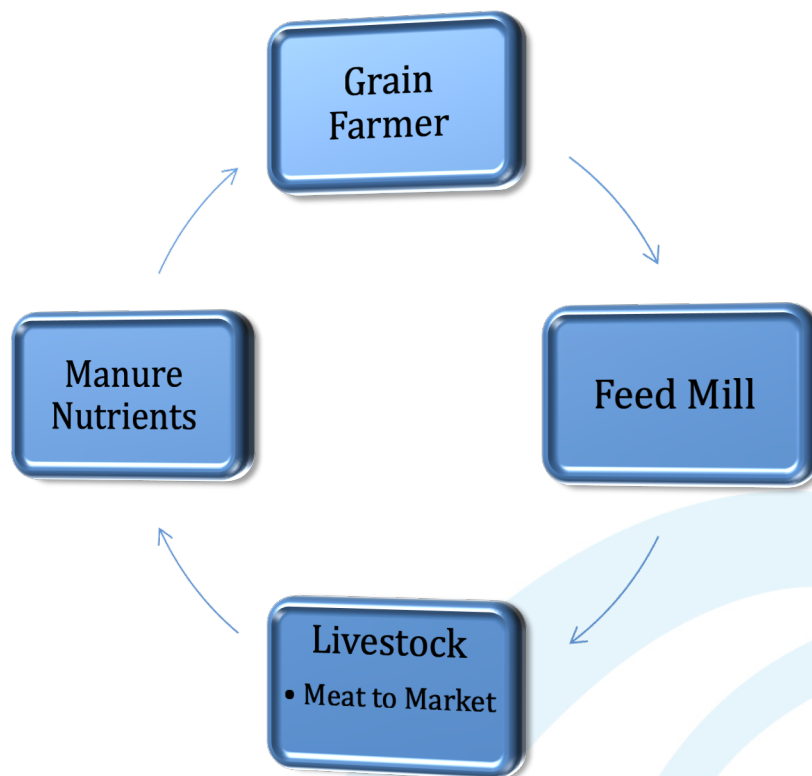 Grain
Farmer
Feed Mill
Livestock
• Meat to Market
Manure
Nutrients